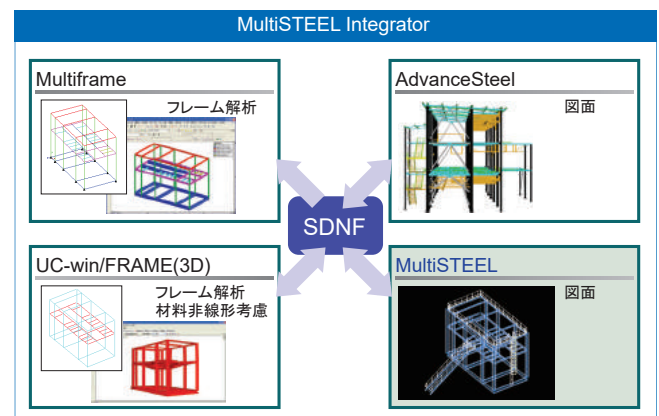 MultiSTEEL Integrator
Multiframe
フレーム解析
AdvanceSteel
図面
SDNF
UC-win/FRAME(3D)
フレーム解析
材料非線形考慮
MultiSTEEL
図面